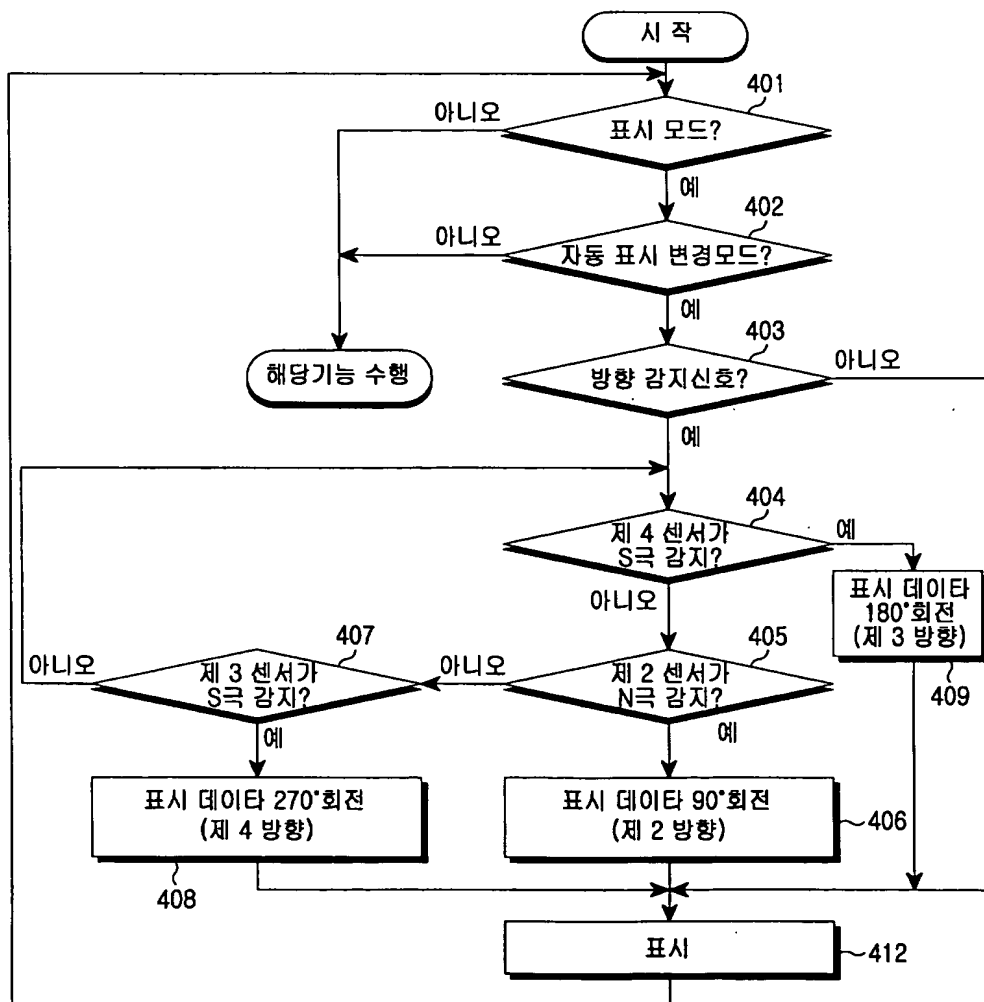 시 작
401
표시 모드?
아니오
예
402
자동 표시 변경모드?
아니오
예
403
방향 감지신호?
아니오
해당기능 수행
예
404
제 4 센서가
S극 감지?
예
아니오
표시 데이타
180°회전
(제 3 방향)
409
405
제 2 센서가
N극 감지?
아니오
예
407
제 3 센서가
S극 감지?
아니오
예
표시 데이타 270°회전
(제 4 방향)
408
표시 데이타 90°회전
(제 2 방향)
406
표시
412